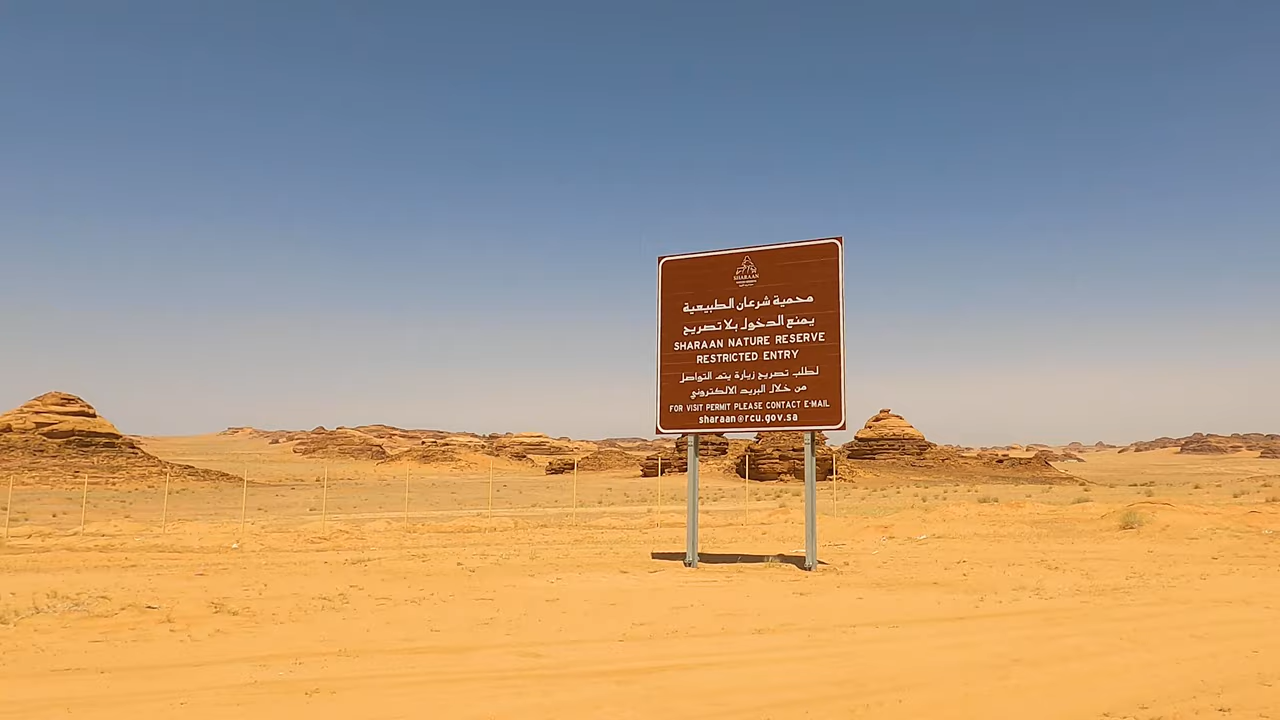 SHARAAN
محمية شرعان الطبيعية
يمنع الدخول بلا تصريح
SHARAAN NATURE RESERVE
RESTRICTED ENTRY
لطلب تصريح زيارة يتم التواصل
من خلال البريد الالكتروني
FOR VISIT PERMIT PLEASE CONTACT E-MAIL
sharaan@rcu.gov.sa